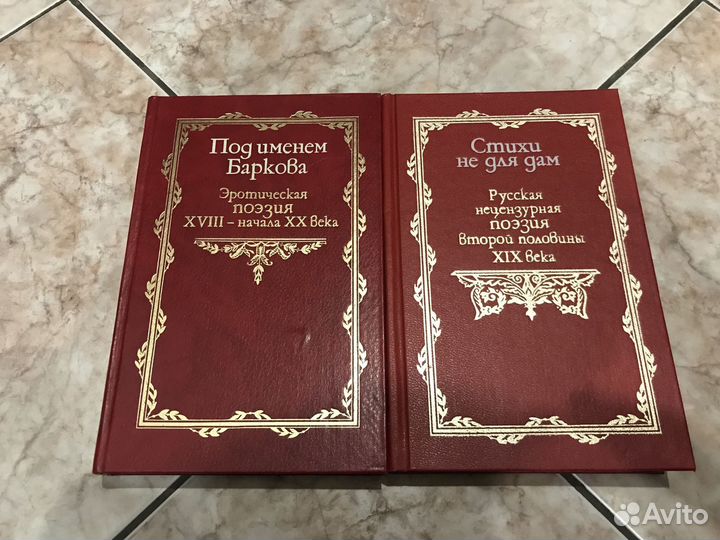 Под именем
Баркова
Эротическая
поэзия
XVIII – начала XX века
Стихи
не для дам
Русская
нецензурная
поэзия
второй половины
XIX века
Avito